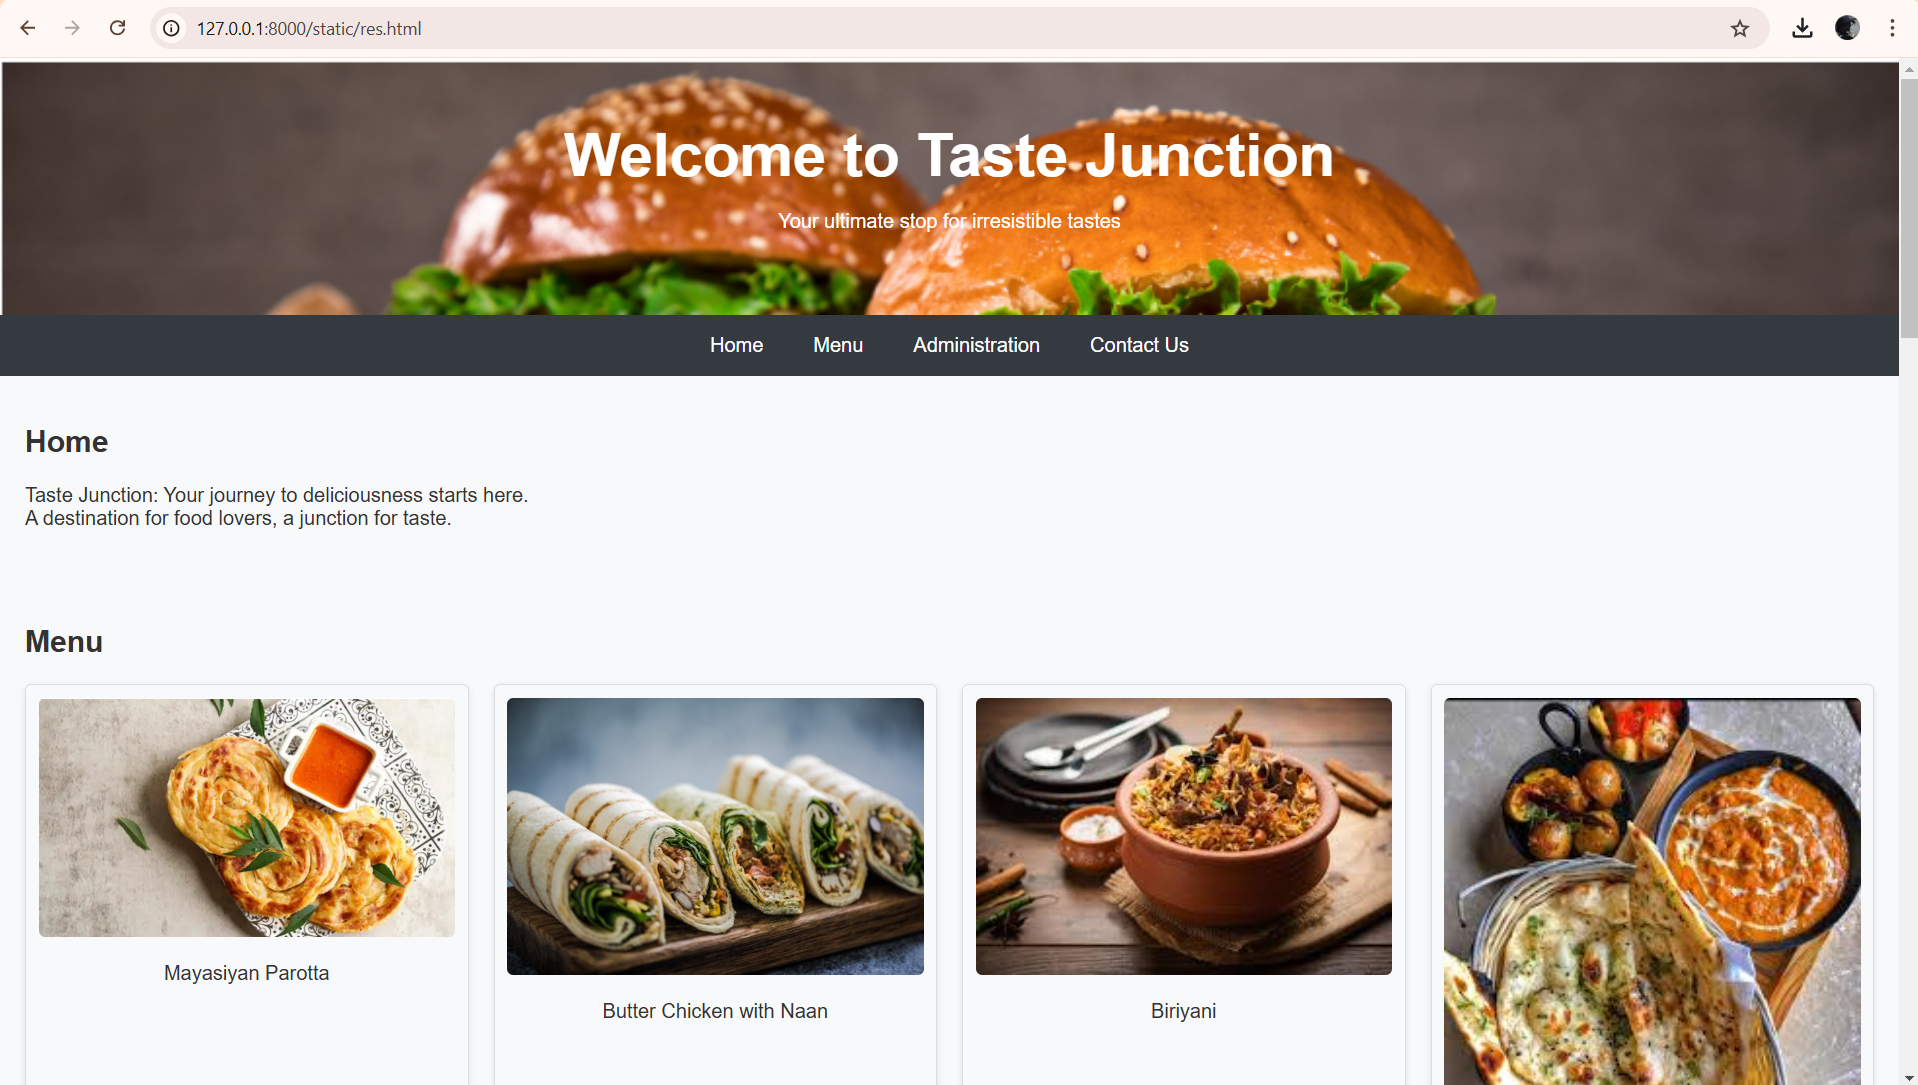 127.0.0.1:8000/static/res.html
Welcome to Taste Junction
Your ultimate stop for irresistible tastes
Home Menu Administration Contact Us
Home
Taste Junction: Your journey to deliciousness starts here.
A destination for food lovers, a junction for taste.
Menu
Mayasiyan Parotta
Butter Chicken with Naan
Biriyani